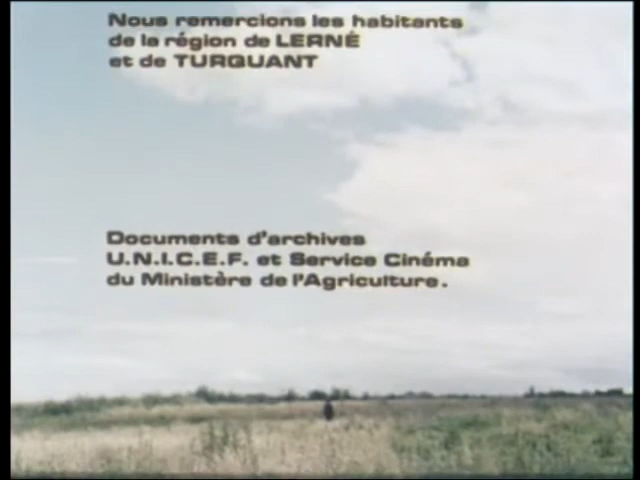 Nous remercions les habitants
de la région de LERNÉ
et de TURQUANT
Documents d'archives
U.N.I.C.E.F. et Service Cinéma
du Ministère de l'Agriculture.